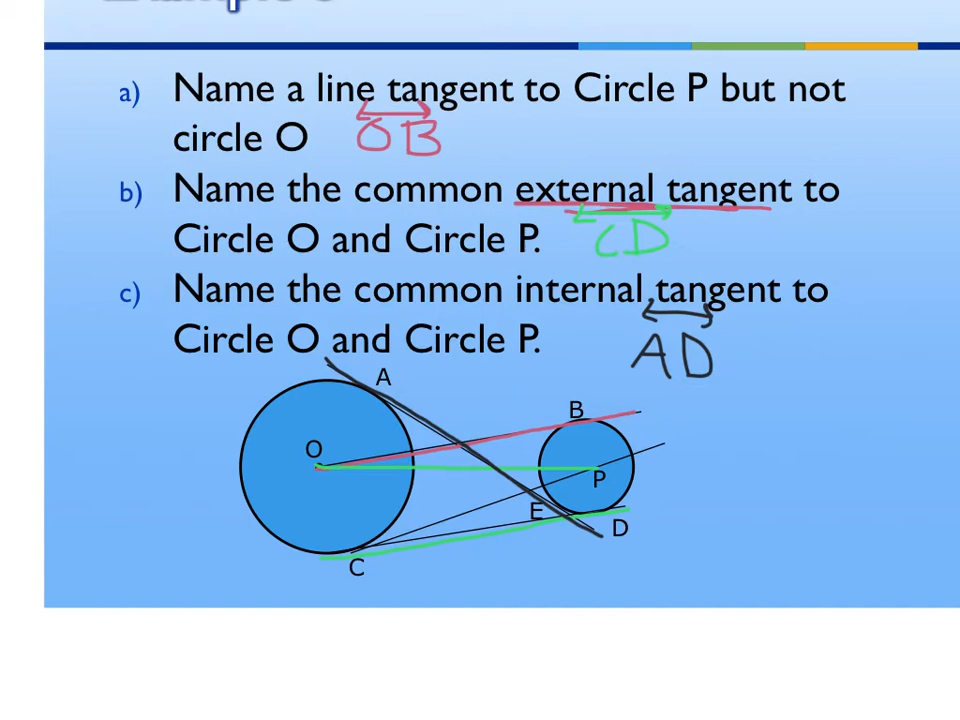 a) Name a line tangent to Circle P but not
circle O OB
b) Name the common external tangent to
Circle O and Circle P. CD
c) Name the common internal tangent to
Circle O and Circle P. AD
A
B
O
P
E
D
C